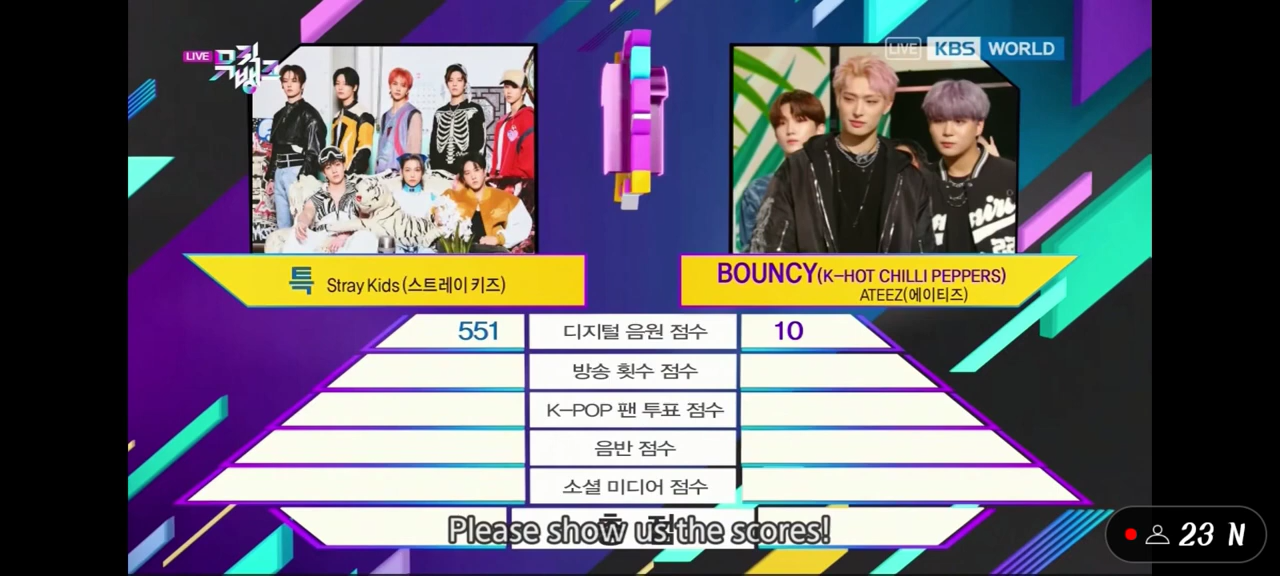 LIVE
뮤직
뱅크
LIVE KBS WORLD
특 Stray Kids(스트레이 키즈)
BOUNCY(K-HOT CHILLI PEPPERS)
ATEEZ(에이티즈)
551 디지털 음원 점수 10
방송 횟수 점수
K-POP 팬 투표 점수
음반 점수
소셜 미디어 점수
Please show us the scores!
23 N